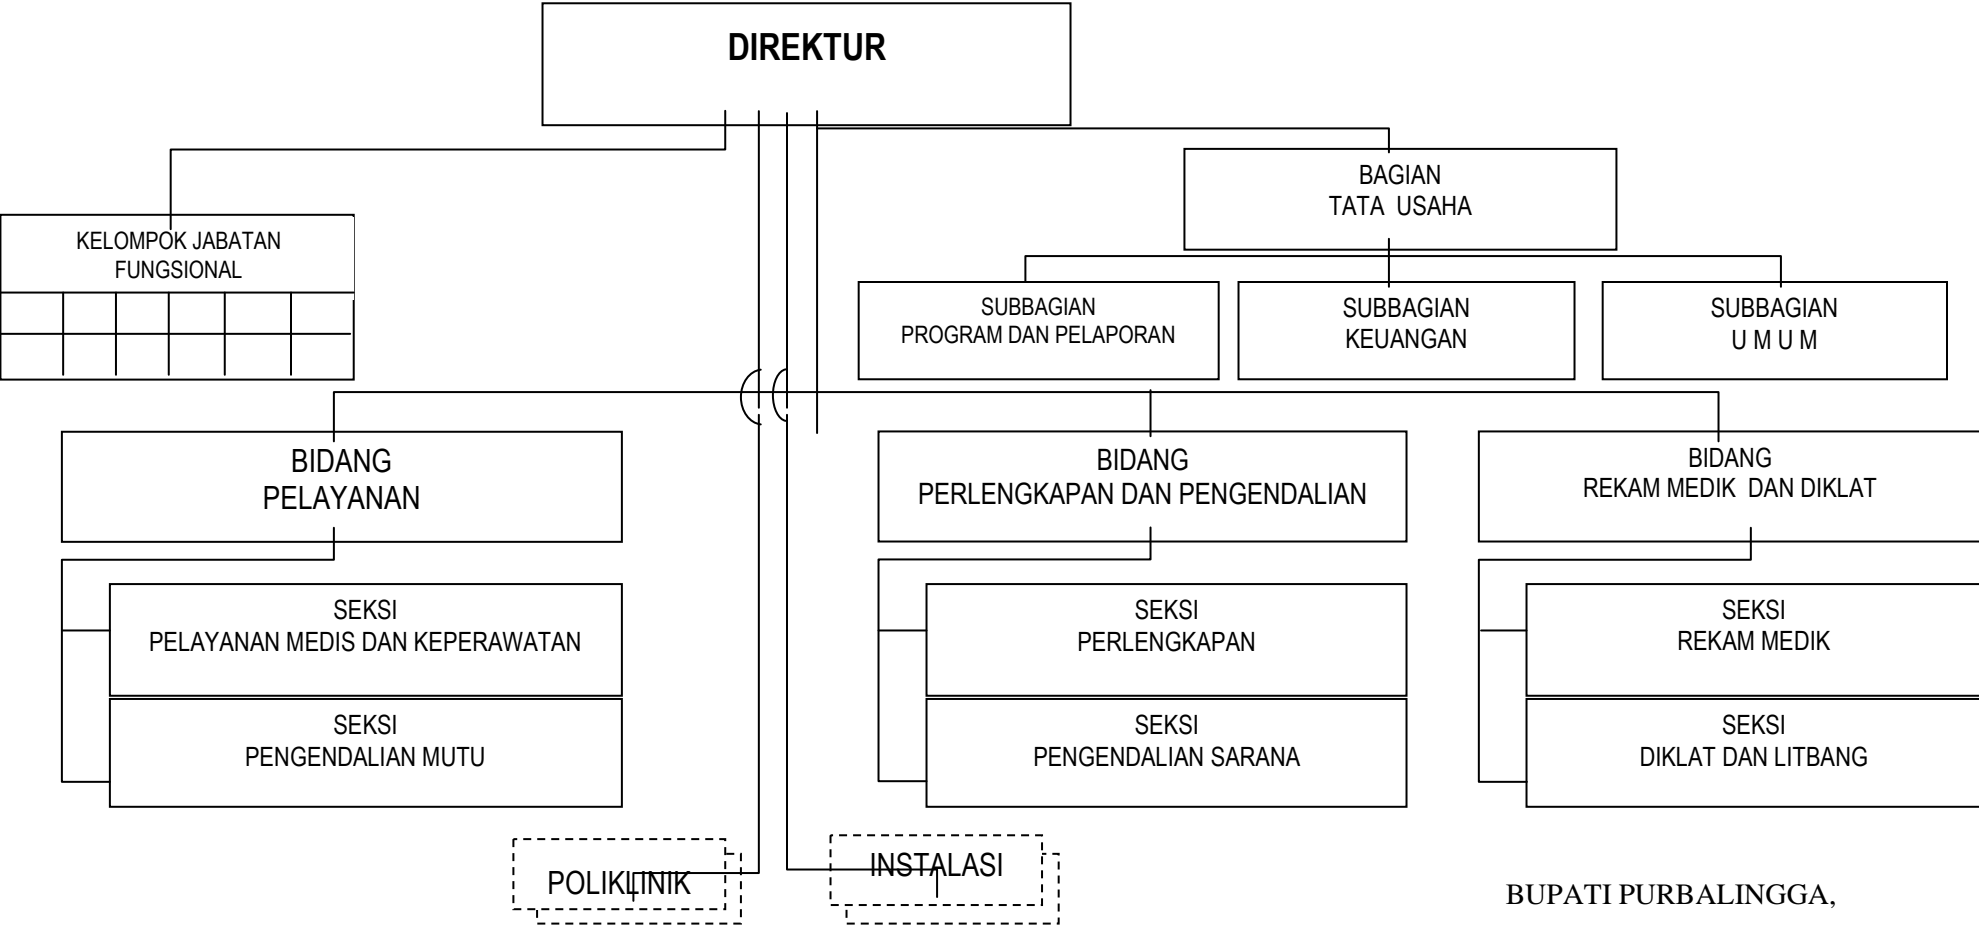 DIREKTUR
BAGIAN
TATA USAHA
KELOMPOK JABATAN
FUNGSIONAL
SUBBAGIAN
PROGRAM DAN PELAPORAN
SUBBAGIAN
KEUANGAN
SUBBAGIAN
U M U M
BIDANG
PELAYANAN
BIDANG
PERLENGKAPAN DAN PENGENDALIAN
BIDANG
REKAM MEDIK DAN DIKLAT
SEKSI
PELAYANAN MEDIS DAN KEPERAWATAN
SEKSI
PERLENGKAPAN
SEKSI
REKAM MEDIK
SEKSI
PENGENDALIAN MUTU
SEKSI
PENGENDALIAN SARANA
SEKSI
DIKLAT DAN LITBANG
POLIKLINIK
INSTALASI
BUPATI PURBALINGGA,